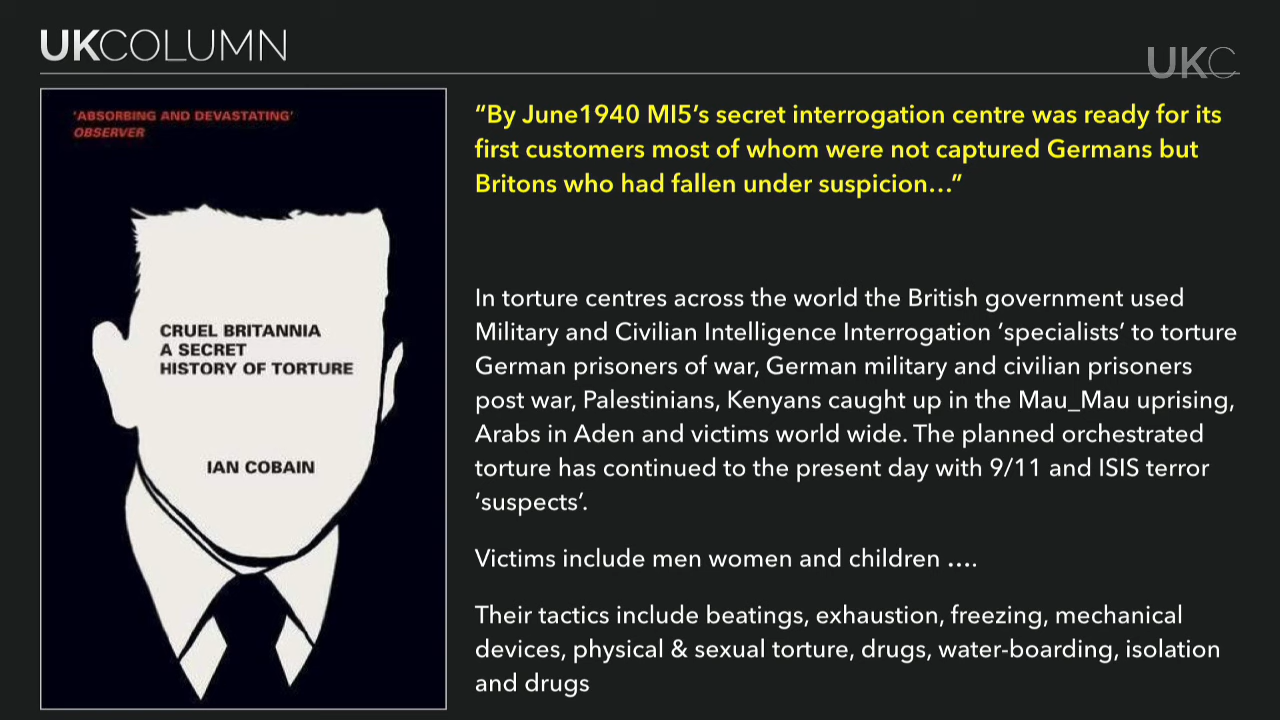 UKCOLUMN
UKC
'ABSORBING AND DEVASTATING'
OBSERVER
CRUEL BRITANNIA
A SECRET
HISTORY OF TORTURE
IAN COBAIN
“By June1940 MI5’s secret interrogation centre was ready for its
first customers most of whom were not captured Germans but
Britons who had fallen under suspicion…”
In torture centres across the world the British government used
Military and Civilian Intelligence Interrogation ‘specialists’ to torture
German prisoners of war, German military and civilian prisoners
post war, Palestinians, Kenyans caught up in the Mau_Mau uprising,
Arabs in Aden and victims world wide. The planned orchestrated
torture has continued to the present day with 9/11 and ISIS terror
‘suspects’.
Victims include men women and children ….
Their tactics include beatings, exhaustion, freezing, mechanical
devices, physical & sexual torture, drugs, water-boarding, isolation
and drugs